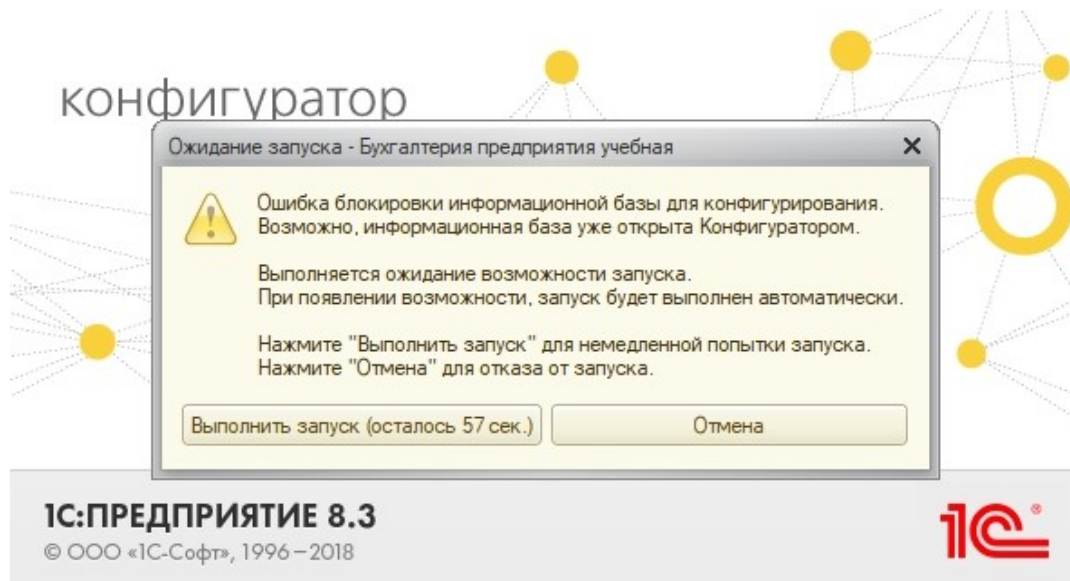 конфигуратор
Ожидание запуска - Бухгалтерия предприятия учебная
Ошибка блокировки информационной базы для конфигурирования.
Возможно, информационная база уже открыта Конфигуратором.
Выполняется ожидание возможности запуска.
При появлении возможности, запуск будет выполнен автоматически.
Нажмите "Выполнить запуск" для немедленной попытки запуска.
Нажмите "Отмена" для отказа от запуска.
Выполнить запуск (осталось 57 сек.)
Отмена
1С:ПРЕДПРИЯТИЕ 8.3
© ООО «1С-Софт», 1996–2018
1С®